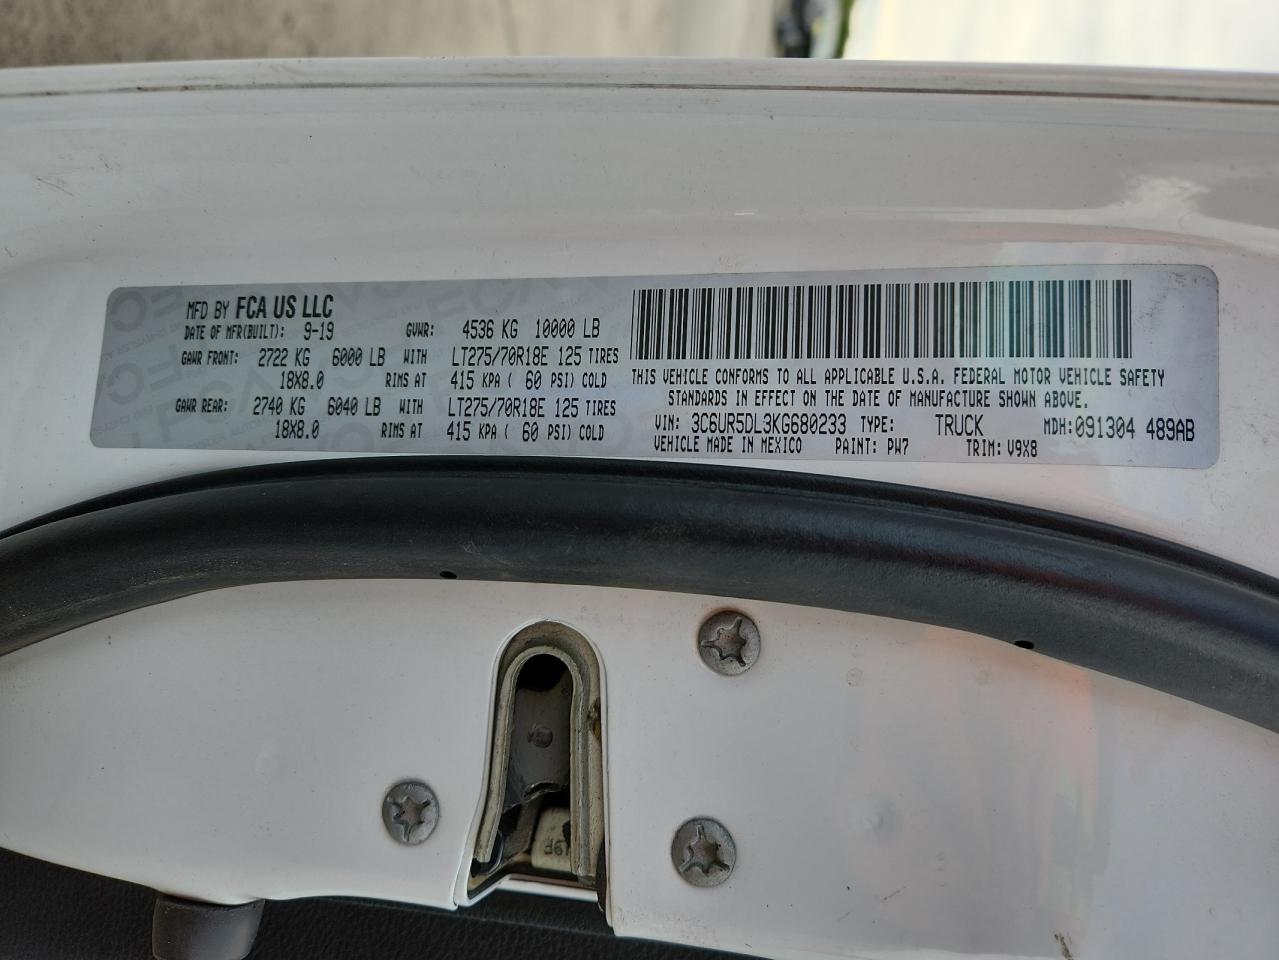 MFD BY FCA US LLC
DATE OF MFR(BUILT): 9-19 GVWR: 4536 KG 10000 LB
GAWR FRONT: 2722 KG 6000 LB WITH LT275/70R18E 125 TIRES
18X8.0 RIMS AT 415 KPA ( 60 PSI) COLD
GAWR REAR: 2740 KG 6040 LB WITH LT275/70R18E 125 TIRES
18X8.0 RIMS AT 415 KPA ( 60 PSI) COLD
THIS VEHICLE CONFORMS TO ALL APPLICABLE U.S.A. FEDERAL MOTOR VEHICLE SAFETY
STANDARDS IN EFFECT ON THE DATE OF MANUFACTURE SHOWN ABOVE.
VIN: 3C6UR5DL3KG680233 TYPE: TRUCK MDH: 091304 489AB
VEHICLE MADE IN MEXICO PAINT: PW7 TRIM: V9X8